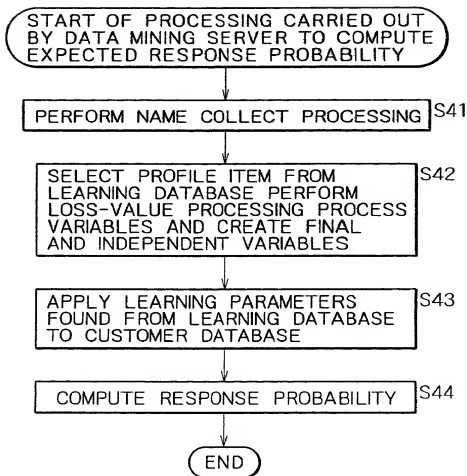 START OF PROCESSING CARRIED OUT
BY DATA MINING SERVER TO COMPUTE
EXPECTED RESPONSE PROBABILITY
PERFORM NAME COLLECT PROCESSING
S41
SELECT PROFILE ITEM FROM
LEARNING DATABASE PERFORM
LOSS-VALUE PROCESSING PROCESS
VARIABLES AND CREATE FINAL
AND INDEPENDENT VARIABLES
S42
APPLY LEARNING PARAMETERS
FOUND FROM LEARNING DATABASE
TO CUSTOMER DATABASE
S43
COMPUTE RESPONSE PROBABILITY
S44
END